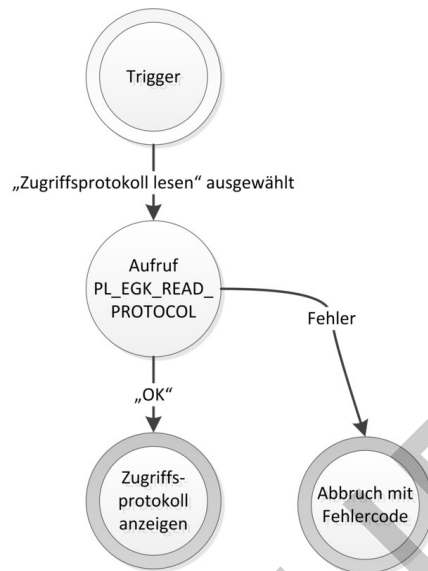 Trigger
„Zugriffsprotokoll lesen“ ausgewählt
Aufruf
PL_EGK_READ_
PROTOCOL
Fehler
„OK“
Zugriffs-
protokoll
anzeigen
Abbruch mit
Fehlercode